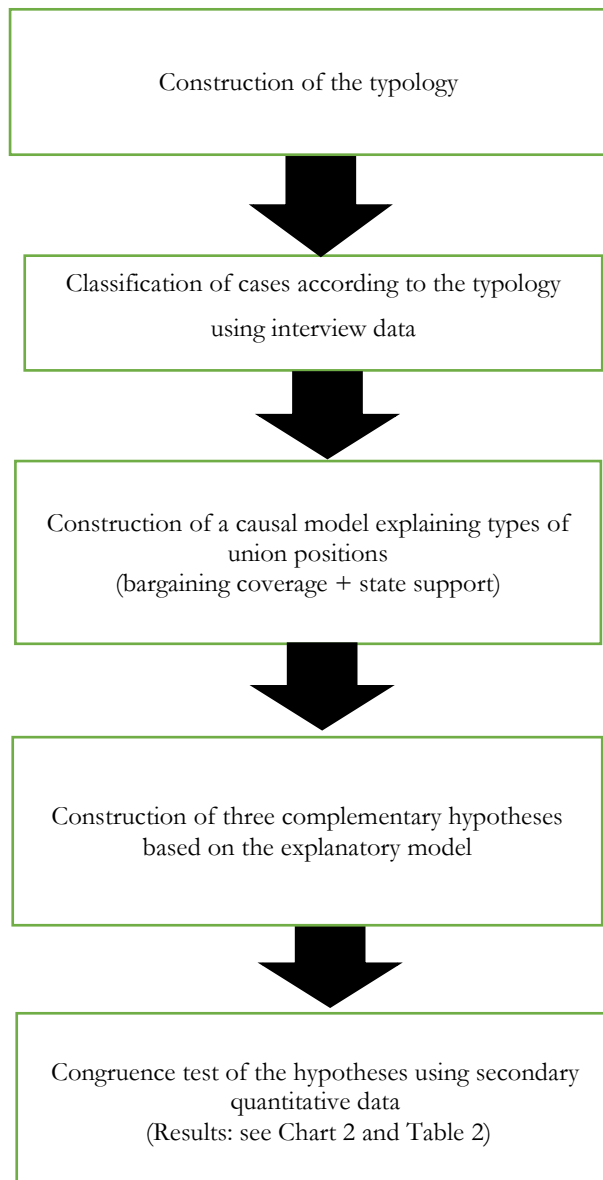 Construction of the typology
Classification of cases according to the typology
using interview data
Construction of a causal model explaining types of
union positions
(bargaining coverage + state support)
Construction of three complementary hypotheses
based on the explanatory model
Congruence test of the hypotheses using secondary
quantitative data
(Results: see Chart 2 and Table 2)